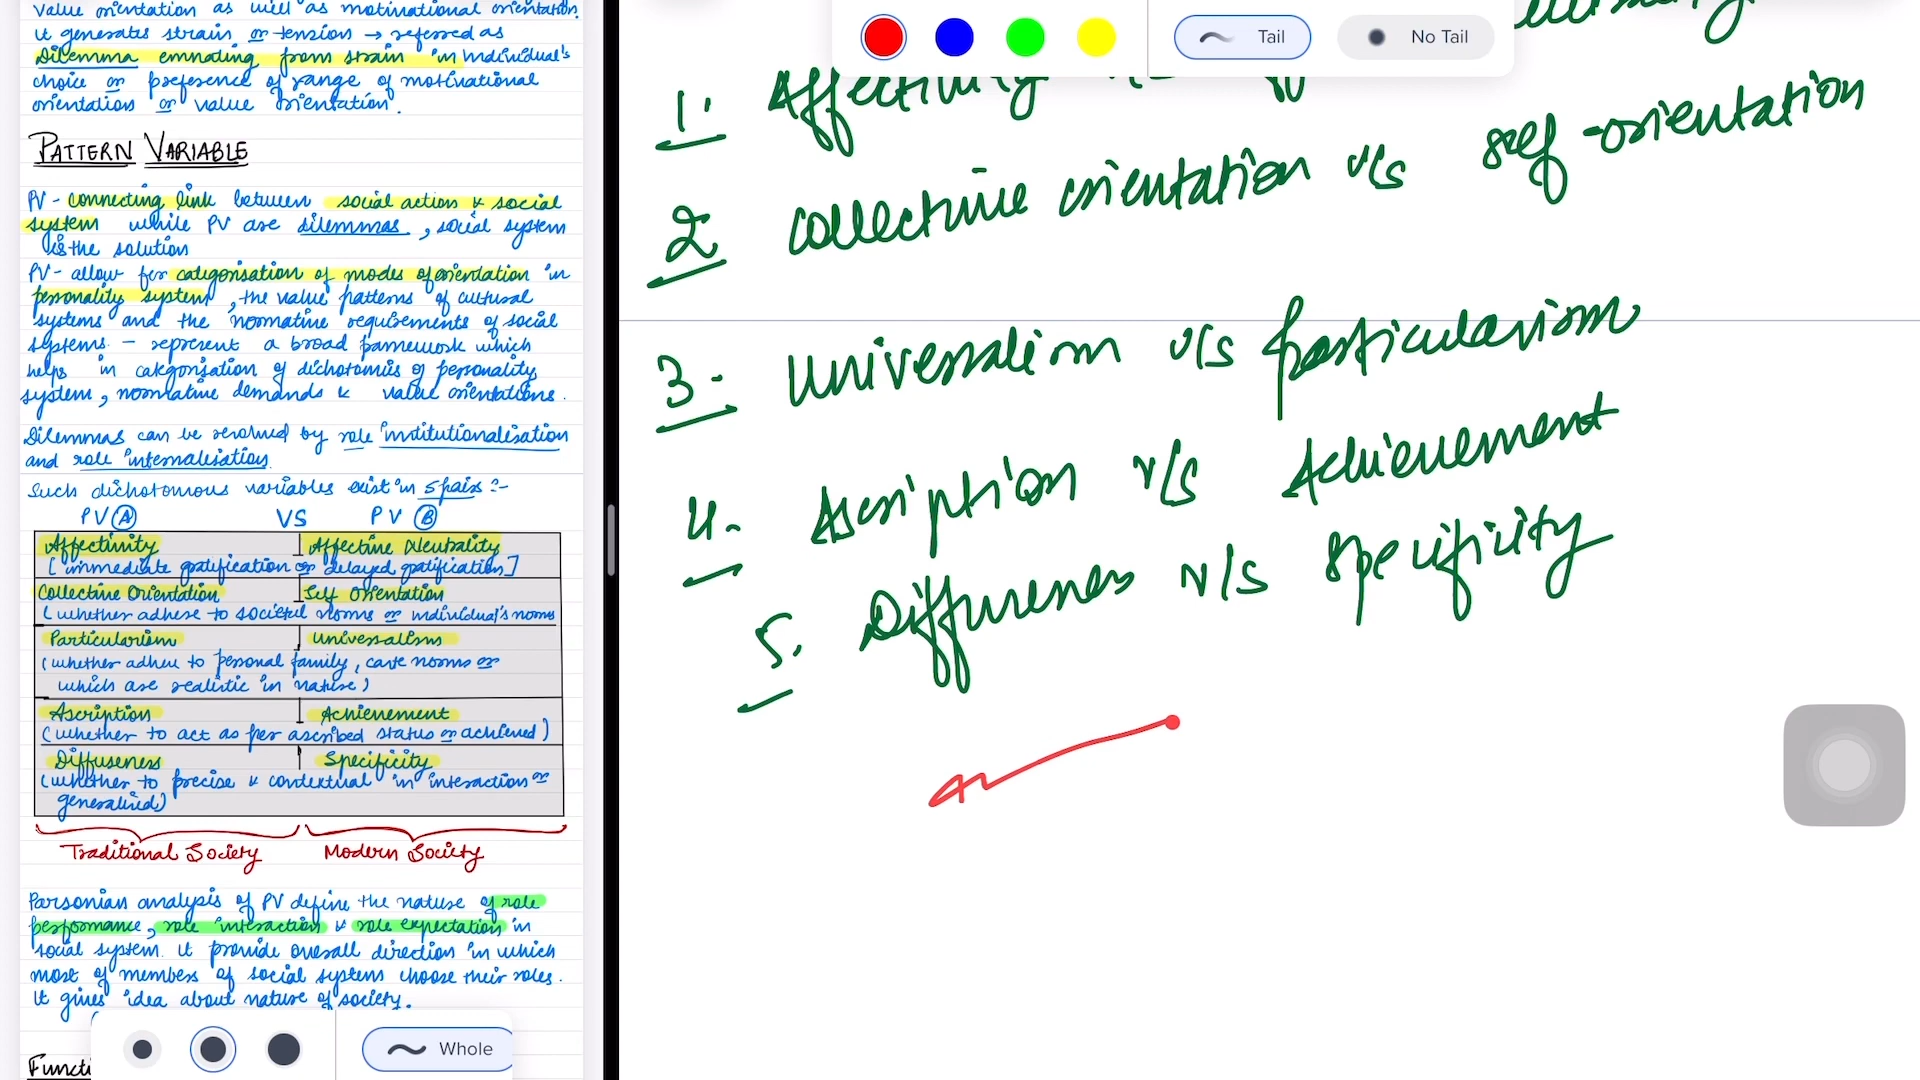 value orientation as well as motivational orientation.
it generates strain or tension → referred as
Dilemma emnating from strain in individual's
choice or preference of range of motivational
orientation or value orientation.
PATTERN VARIABLE
PV - connecting link between social action & social
system while PV are dilemmas, social system
is the solution
PV - allow for categorisation of modes of orientation in
personality system, the value patterns of cultural
systems and the normative requirements of social
systems. - represent a broad framework which
helps in categorisation of dichotomies of personality
system, normative demands & value orientations.
Dilemmas can be resolved by role institutionalisation
and role internalisation.
Such dichotomous variables exist in 5 pairs :-
PV A VS PV B
Affectivity Affective Neutrality
[immediate gratification or delayed gratification]
Collective Orientation Self Orientation
(whether adhere to societal norms or individual's norms
Particularism Universalism
(whether adhere to personal family, caste norms or
which are realistic in nature)
Ascription Achievement
(whether to act as per ascribed status or achieved)
Diffuseness Specificity
(whether to precise & contextual in interaction or
generalised)
Traditional Society Modern Society
Parsonian analysis of PV define the nature of role
performance, role interaction & role expectation in
social system. it provide overall direction in which
most of members of social system choose their roles.
it gives idea about nature of society.
Functi
Whole
Tail No Tail
1. Affectivity
2 Collective orientation v/s self-orientation
3. Universalism v/s Particularism
4. Ascription v/s Achievement
5. Diffuseness v/s Specificity